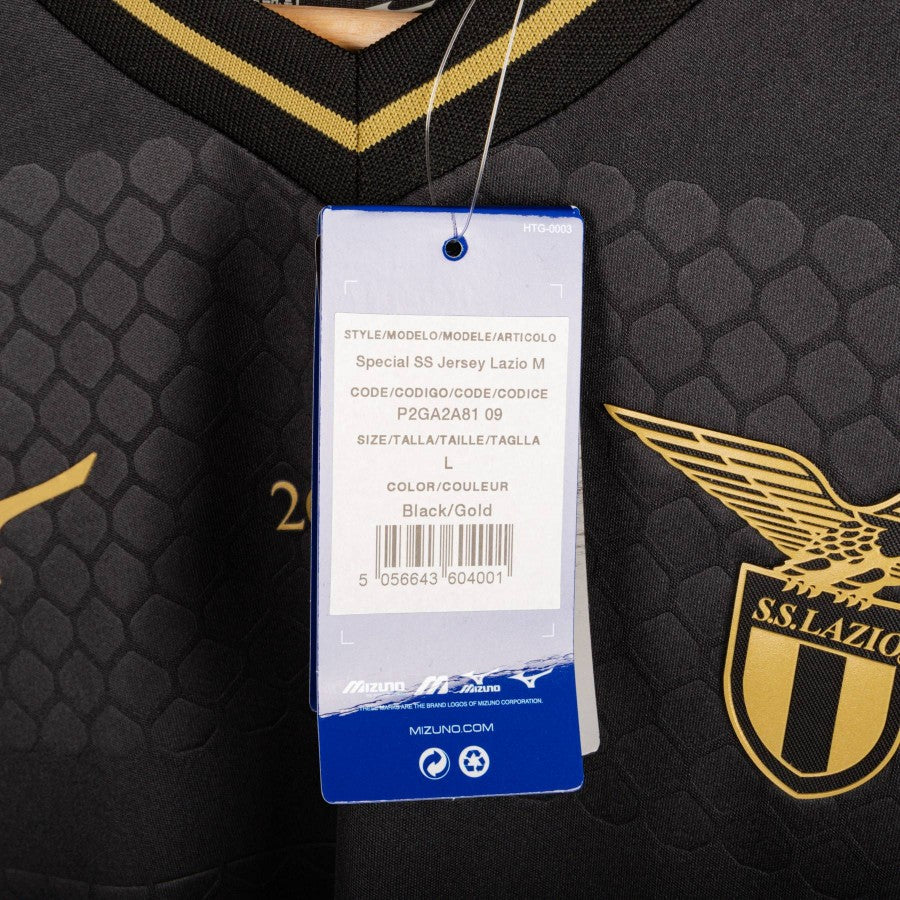 HTG-0003
STYLE/MODELO/MODELE/ARTICOLO
Special SS Jersey Lazio M
CODE/CODIGO/CODE/CODICE
P2GA2A81 09
SIZE/TALLA/TAILLE/TAGLLA
L
COLOR/COULEUR
Black/Gold
5 056643 604001
20
S.S.LAZIO
MIZUNO MIZUNO
THESE MARKS ARE THE BRAND LOGOS OF MIZUNO CORPORATION.
MIZUNO.COM